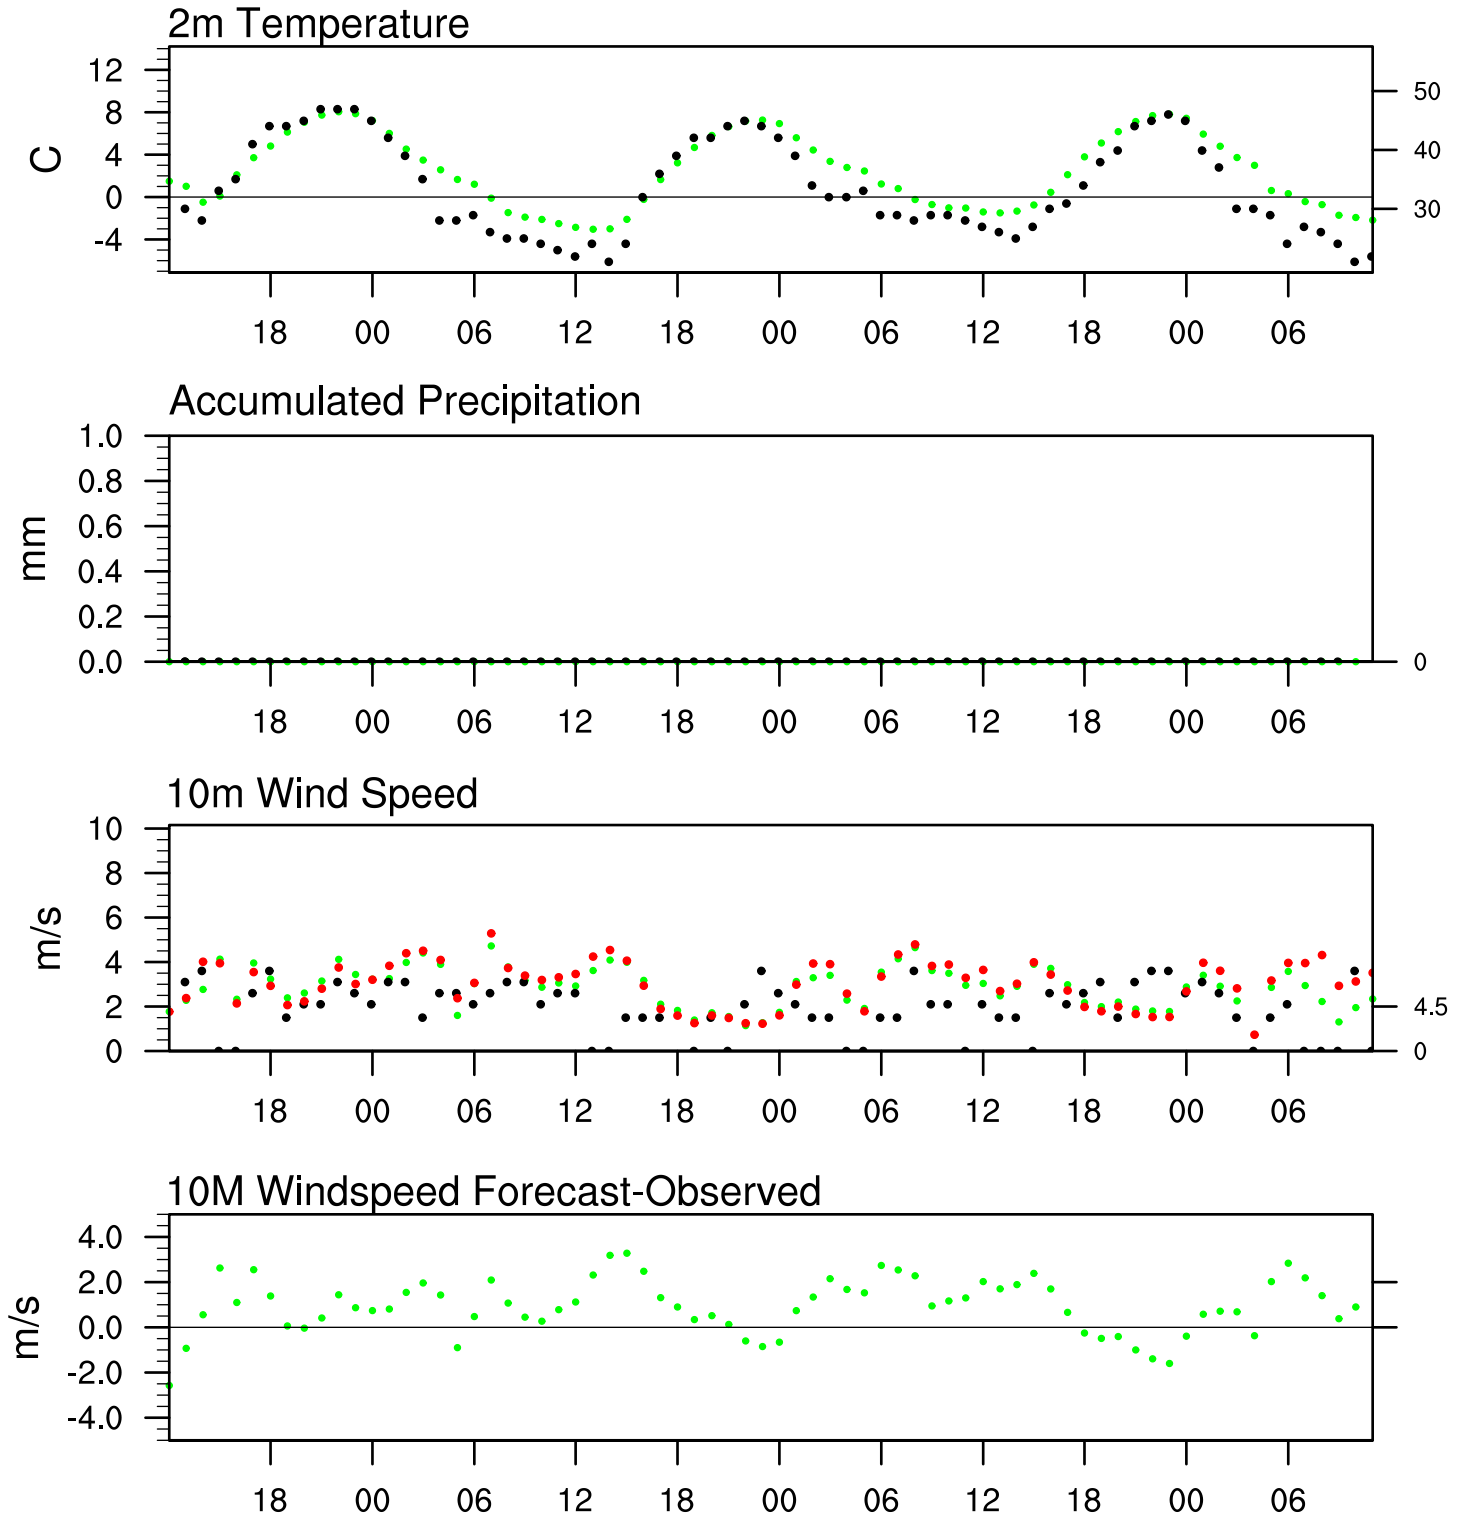 2m Temperature
12
8
4
0
-4
C
50
40
30
18 00 06 12 18 00 06 12 18 00 06
Accumulated Precipitation
1.0
0.8
0.6
0.4
0.2
0.0
mm
0
18 00 06 12 18 00 06 12 18 00 06
10m Wind Speed
10
8
6
4
2
0
m/s
4.5
0
18 00 06 12 18 00 06 12 18 00 06
10M Windspeed Forecast-Observed
4.0
2.0
0.0
-2.0
-4.0
m/s
18 00 06 12 18 00 06 12 18 00 06